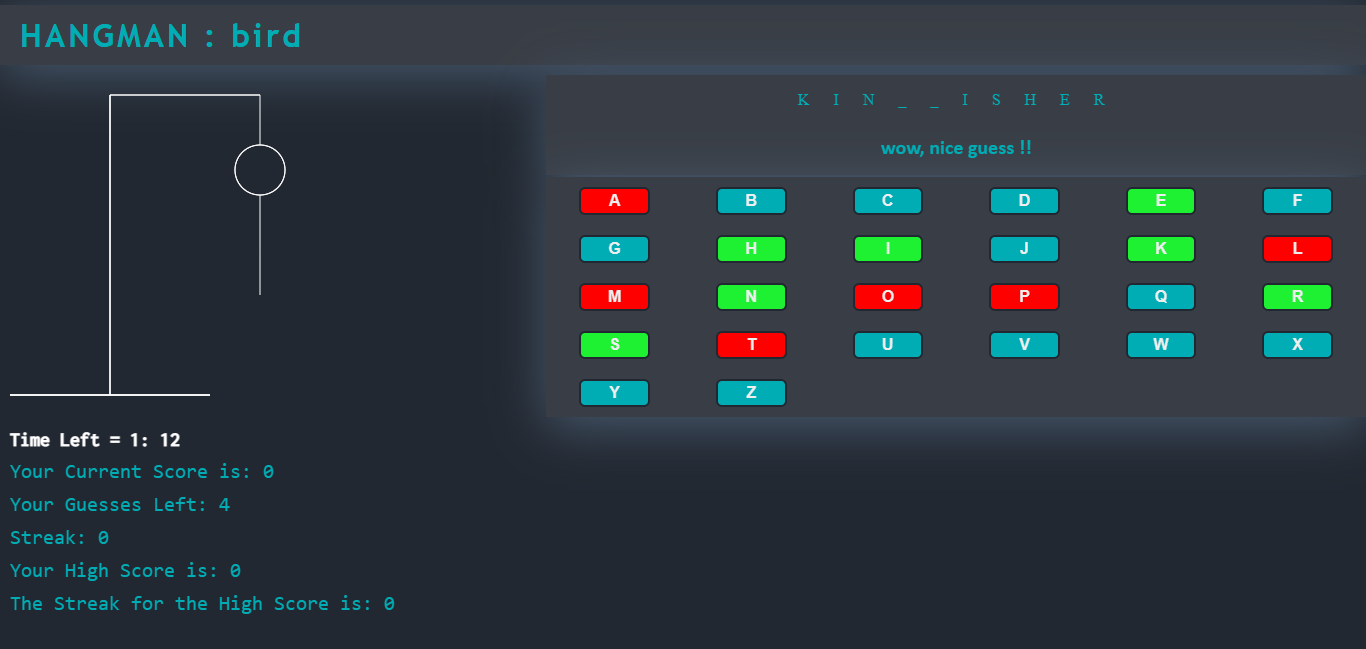 HANGMAN : bird
K I N _ _ I S H E R
wow, nice guess !!
A B C D E F
G H I J K L
M N O P Q R
S T U V W X
Y Z
Time Left = 1: 12
Your Current Score is: 0
Your Guesses Left: 4
Streak: 0
Your High Score is: 0
The Streak for the High Score is: 0